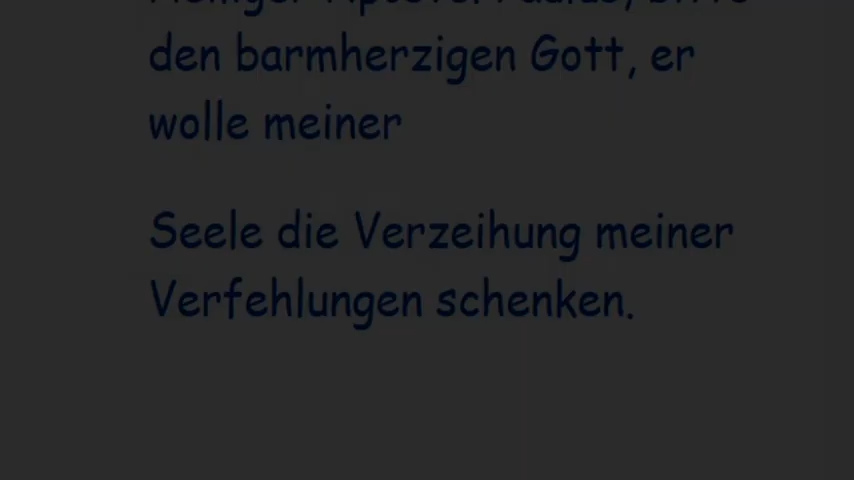 den barmherzigen Gott, er
wolle meiner
Seele die Verzeihung meiner
Verfehlungen schenken.